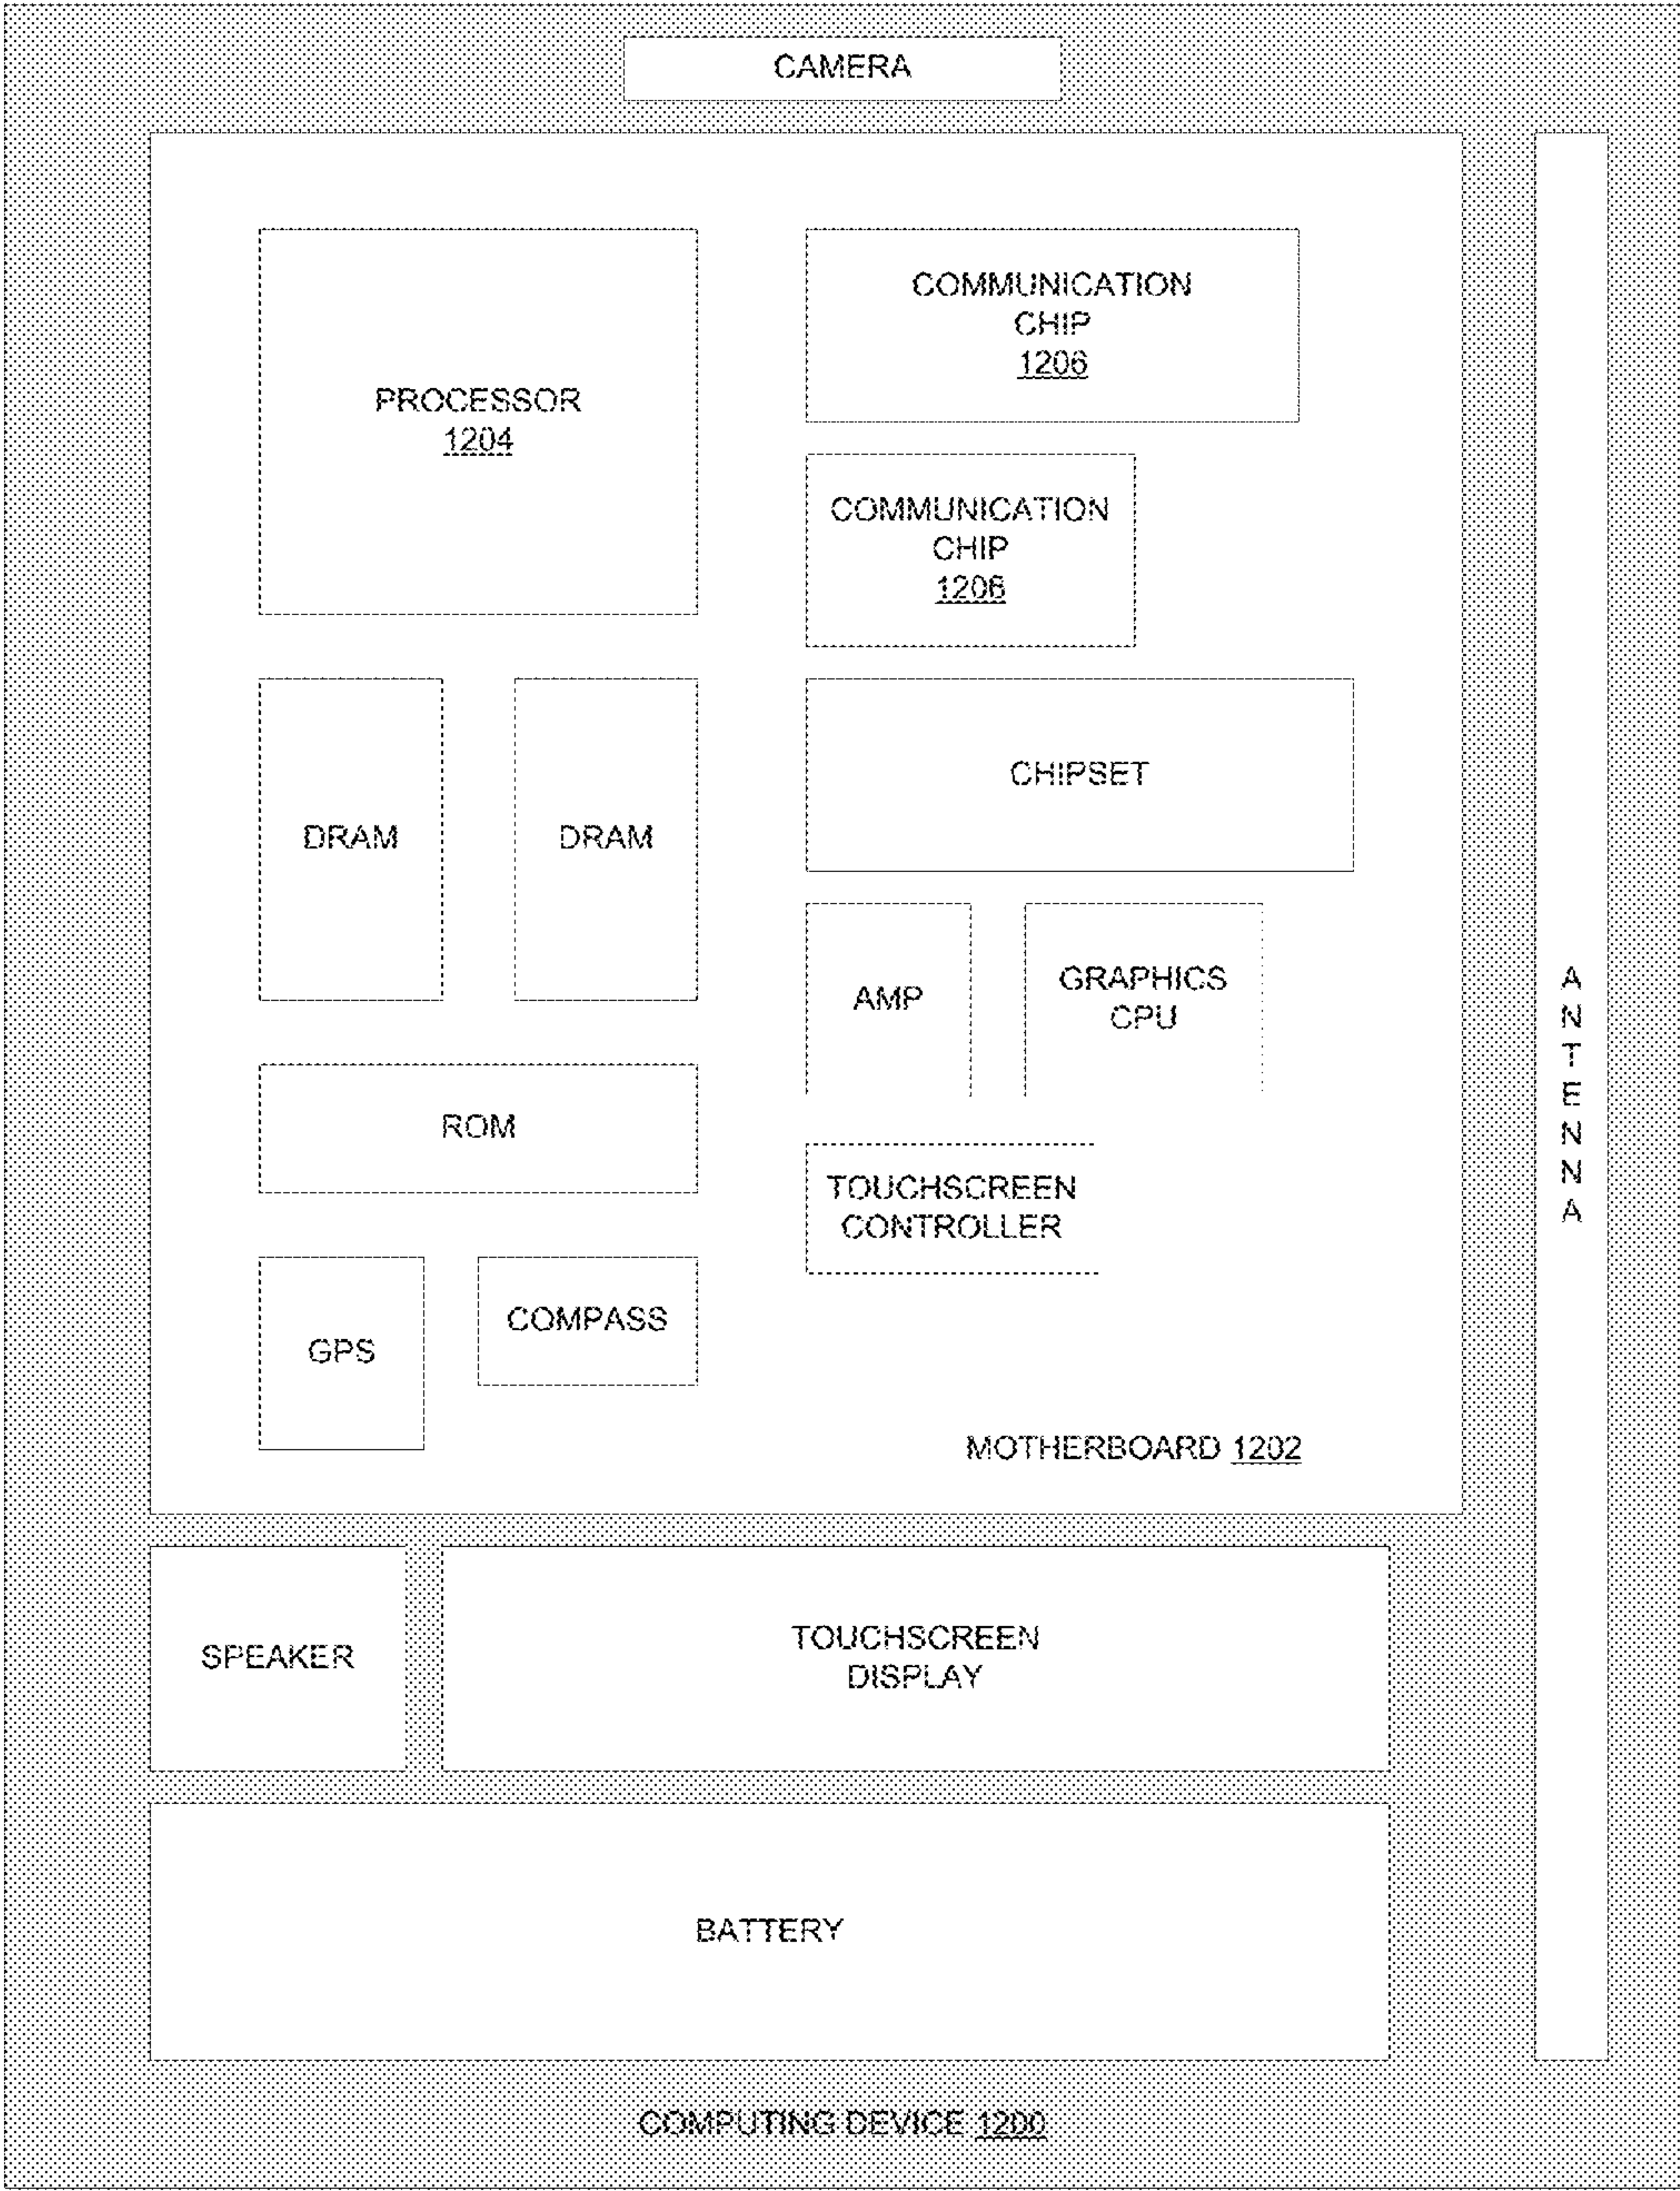 CAMERA
PROCESSOR
1204
COMMUNICATION
CHIP
1206
COMMUNICATION
CHIP
1206
DRAM
DRAM
CHIPSET
AMP
GRAPHICS
CPU
ROM
TOUCHSCREEN
CONTROLLER
GPS
COMPASS
MOTHERBOARD 1202
ANTENNA
SPEAKER
TOUCHSCREEN
DISPLAY
BATTERY
COMPUTING DEVICE 1200